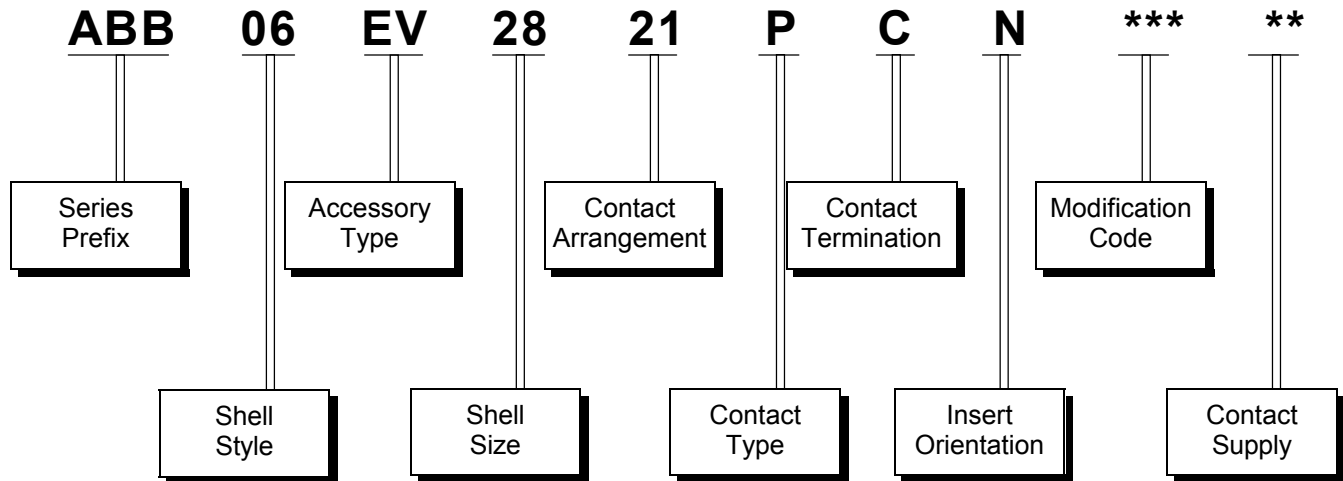 ABB 06 EV 28 21 P C N *** **
Series
Prefix
Accessory
Type
Contact
Arrangement
Contact
Termination
Modification
Code
Shell
Style
Shell
Size
Contact
Type
Insert
Orientation
Contact
Supply